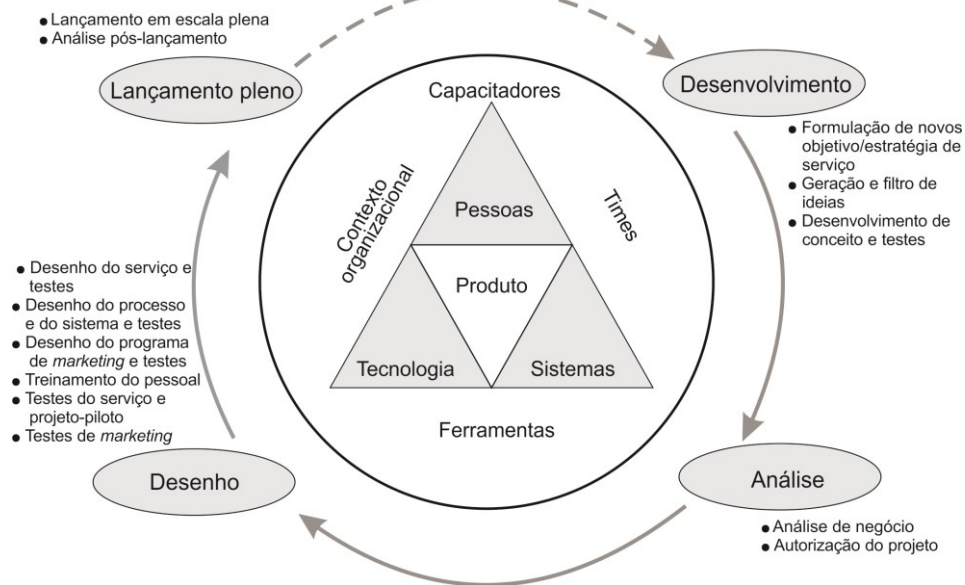 ● Lançamento em escala plena
● Análise pós-lançamento
Lançamento pleno
Capacitadores
Desenvolvimento
● Formulação de novos
objetivo/estratégia de
serviço
● Geração e filtro de
ideias
● Desenvolvimento de
conceito e testes
Contexto
organizacional
Pessoas
Times
Produto
Tecnologia
Sistemas
Ferramentas
● Desenho do serviço e
testes
● Desenho do processo
e do sistema e testes
● Desenho do programa
de marketing e testes
● Treinamento do pessoal
● Testes do serviço e
projeto-piloto
● Testes de marketing
Desenho
Análise
● Análise de negócio
● Autorização do projeto